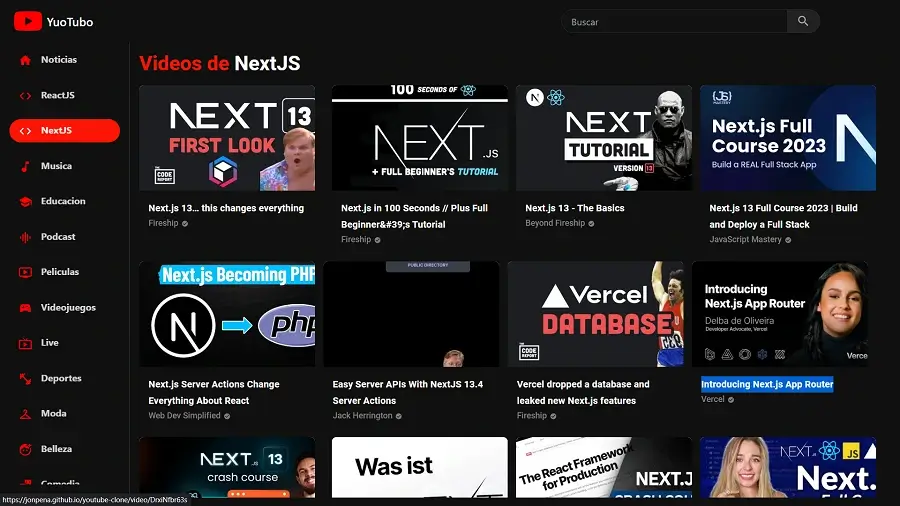 YuoTubo
Buscar
Noticias
ReactJS
NextJS
Musica
Educacion
Podcast
Peliculas
Videojuegos
Live
Deportes
Moda
Belleza
Comedia
Videos de NextJS
NEXT 13
FIRST LOOK
THE
CODE
REPORT
Next.js 13… this changes everything
Fireship
100 SECONDS OF
NEXT.JS
+ FULL BEGINNER'S TUTORIAL
Next.js in 100 Seconds // Plus Full
Beginner&#39;s Tutorial
Fireship
N
NEXT
TUTORIAL
VERSION 13
Next.js 13 - The Basics
Beyond Fireship
{JS}
MASTERY
Next.js Full
Course 2023
Build a REAL Full Stack App
N
Next.js 13 Full Course 2023 | Build
and Deploy a Full Stack
JavaScript Mastery
Next.js Becoming PHP
N
php
Next.js Server Actions Change
Everything About React
Web Dev Simplified
PUBLIC DIRECTORY
Easy Server APIs With NextJS 13.4
Server Actions
Jack Herrington
Vercel
DATABASE
THE
CODE
REPORT
Vercel dropped a database and
leaked new Next.js features
Fireship
Introducing
Next.js App Router
Delba de Oliveira
Developer Advocate, Vercel
Verce
Introducing Next.js App Router
Vercel
NEXT.JS 13
crash course
Was ist
The React Framework
for Production
NEXT.J
CRASH COURS
NEXT.JS
JS
Next.
Full C
https://jonpena.github.io/youtube-clone/video/DrxiNfbr63s